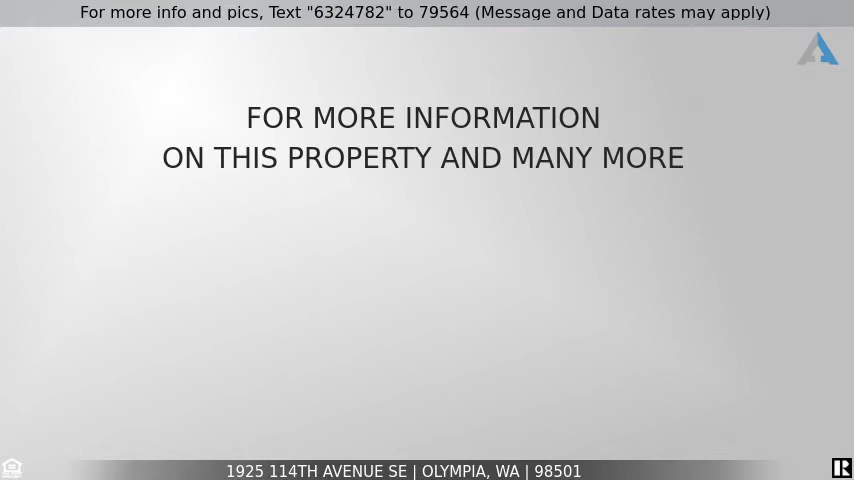 For more info and pics, Text "6324782" to 79564 (Message and Data rates may apply)
FOR MORE INFORMATION
ON THIS PROPERTY AND MANY MORE
1925 114TH AVENUE SE | OLYMPIA, WA | 98501